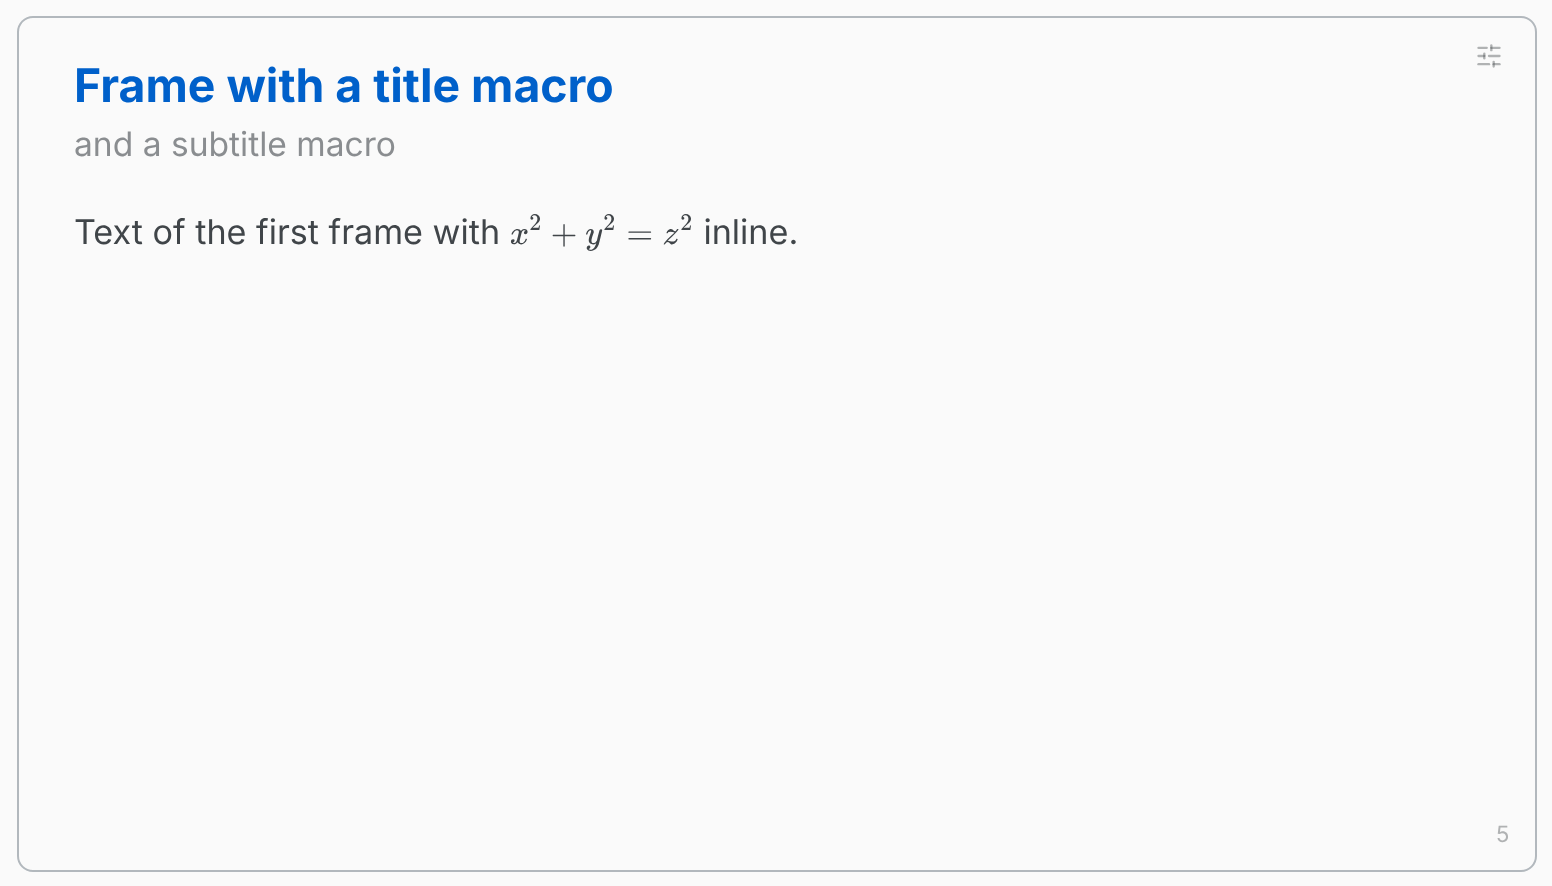 Frame with a title macro
and a subtitle macro
Text of the first frame with x² + y² = z² inline.
5